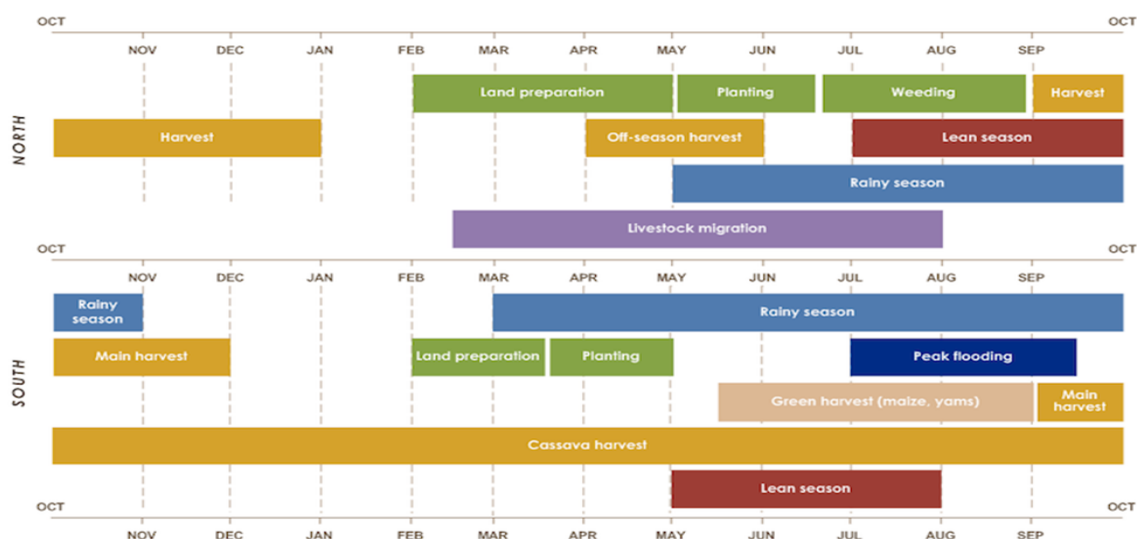 OCT OCT
NOV DEC JAN FEB MAR APR MAY JUN JUL AUG SEP
NORTH
Land preparation Planting Weeding Harvest
Harvest Off-season harvest Lean season
Rainy season
Livestock migration
OCT OCT
NOV DEC JAN FEB MAR APR MAY JUN JUL AUG SEP
SOUTH
Rainy
season
Rainy season
Main harvest Land preparation Planting Peak flooding
Green harvest (maize, yams)
Main
harvest
Cassava harvest
Lean season
OCT OCT
NOV DEC JAN FEB MAR APR MAY JUN JUL AUG SEP